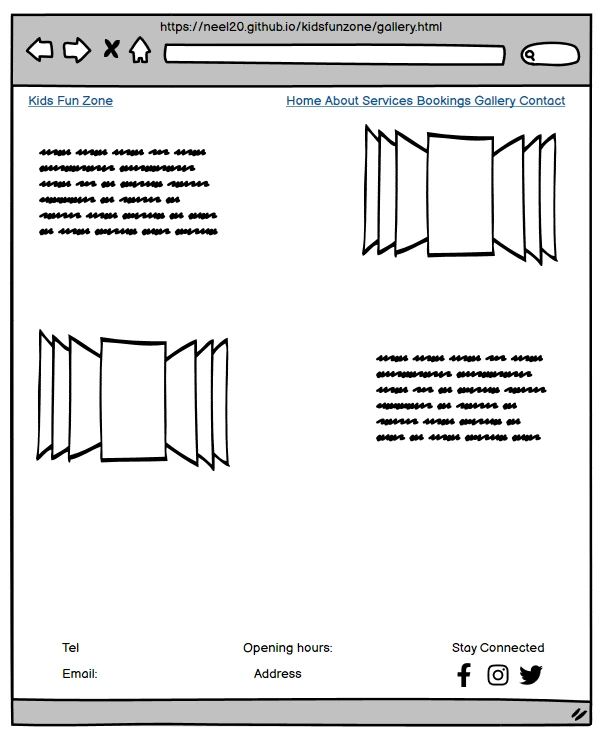 https://neel20.github.io/kidsfunzone/gallery.html
Kids Fun Zone
Home About Services Bookings Gallery Contact
Tel
Opening hours:
Stay Connected
Email:
Address